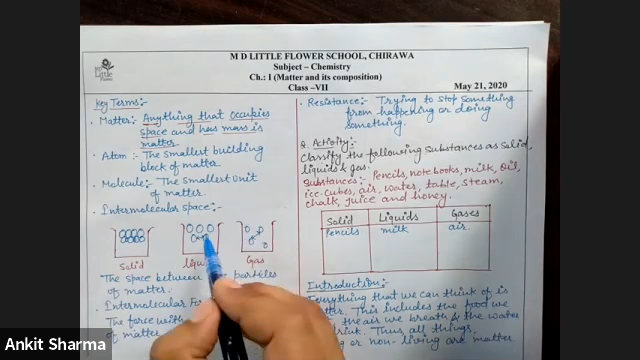 M D LITTLE FLOWER SCHOOL, CHIRAWA
Subject – Chemistry
Ch.: I (Matter and its composition)
Class –VII
May 21, 2020
Key Terms:-
• Matter:- Anything that occupies
space and has mass is
matter.
• Atom :- The smallest building
block of matter
• Molecule:- The smallest unit
of matter.
• Intermolecular space:-
Solid
Gas
The space between particles
of matter.
• Intermolecular
The force
of matter
• Resistance:- Trying to stop something
from happening or doing
something.
Q. Activity:-
Classify the following Substances as Solid,
liquids & gas.
Substances:- Pencils, note books, milk, Oil,
ice-cubes, air, water, table, steam,
chalk, Juice and honey.
Solid Liquids Gases
Pencils milk air.
Introduction:-
Everything that we can think of is
matter. This includes the food we
the air we breath & the water
drink. Thus, all things,
or non-living are matter
Ankit Sharma